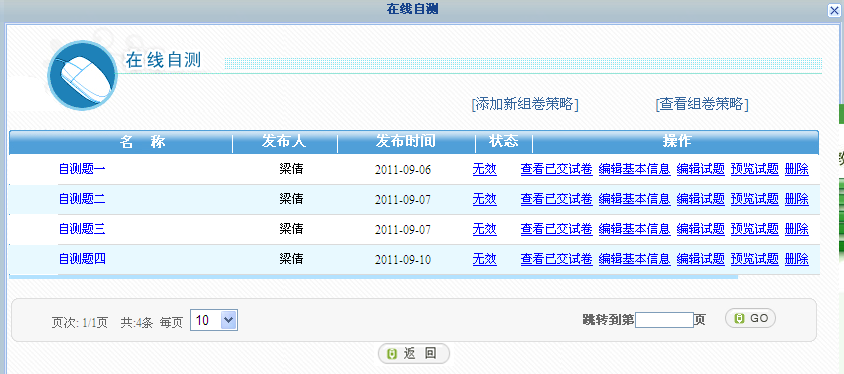 在线自测
在线自测
[添加新组卷策略] [查看组卷策略]
名 称 发布人 发布时间 状态 操作
自测题一 梁倩 2011-09-06 无效 查看已交试卷 编辑基本信息 编辑试题 预览试题 删除
自测题二 梁倩 2011-09-07 无效 查看已交试卷 编辑基本信息 编辑试题 预览试题 删除
自测题三 梁倩 2011-09-07 无效 查看已交试卷 编辑基本信息 编辑试题 预览试题 删除
自测题四 梁倩 2011-09-10 无效 查看已交试卷 编辑基本信息 编辑试题 预览试题 删除
页次: 1/1页 共:4条 每页 10 跳转到第 页 GO
返 回